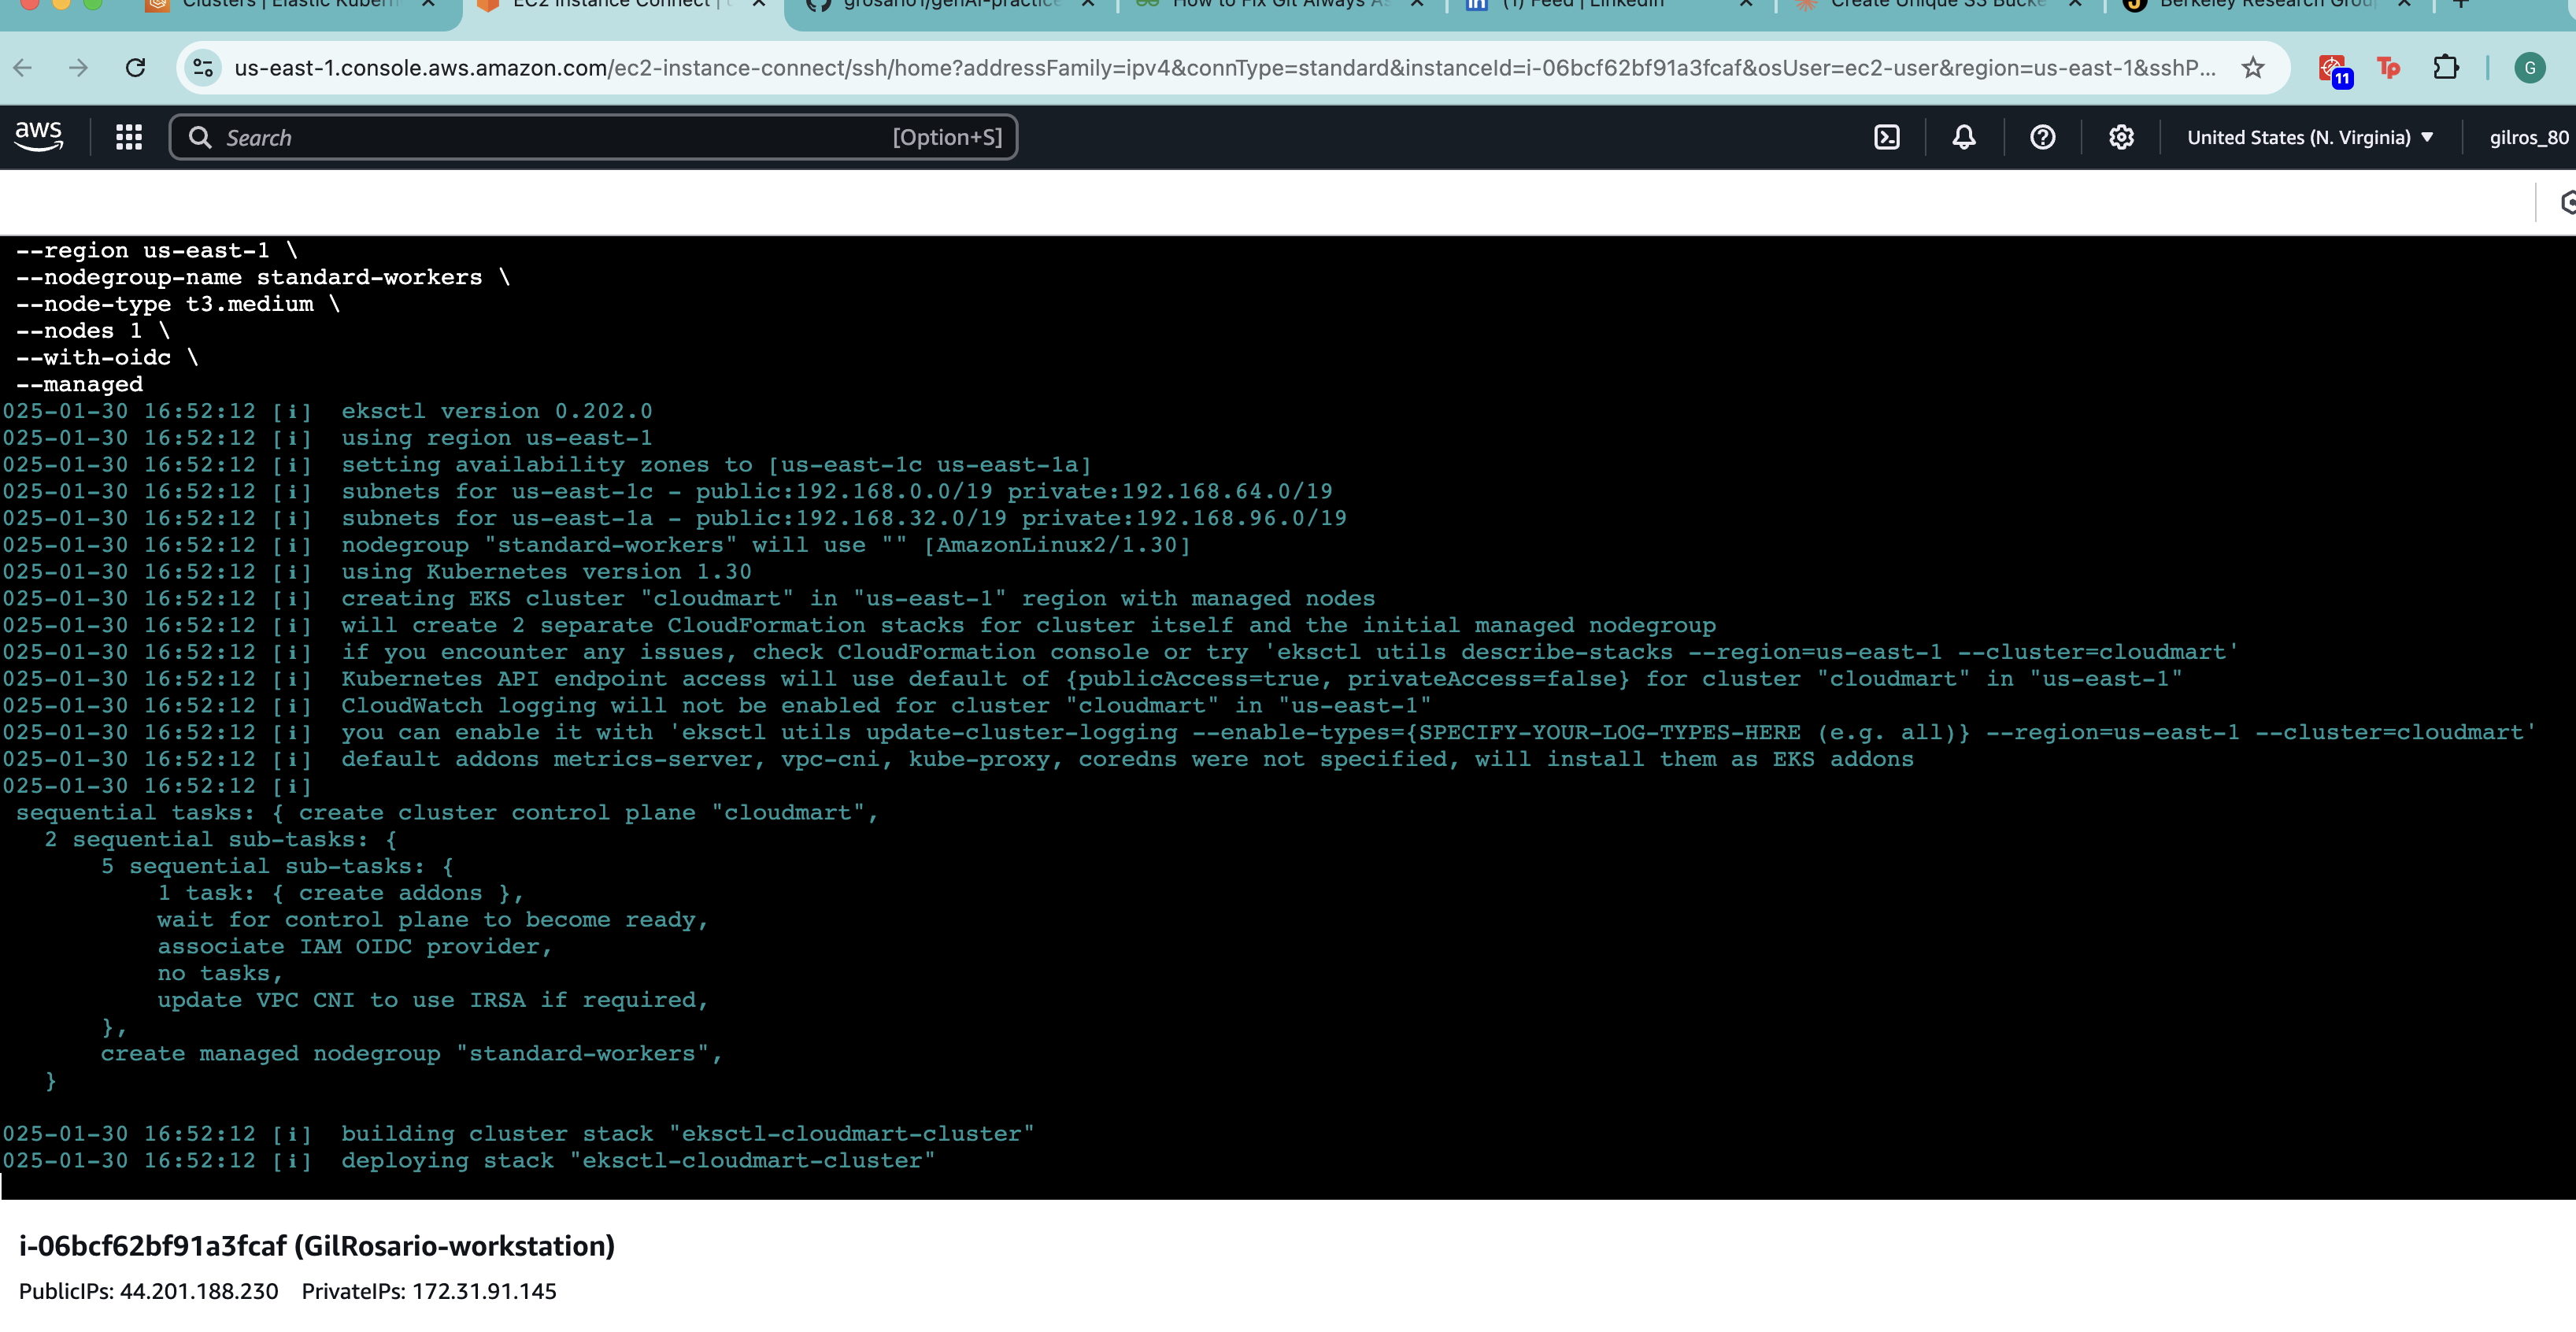 Clusters | Elastic Kubern
EC2 Instance Connect |
grosario1/genAI-practice
How to Fix Git Always As
(1) Feed | LinkedIn
Create Unique S3 Bucke
Berkeley Research Group
us-east-1.console.aws.amazon.com/ec2-instance-connect/ssh/home?addressFamily=ipv4&connType=standard&instanceId=i-06bcf62bf91a3fcaf&osUser=ec2-user&region=us-east-1&sshP...
11
Tp
G
aws
Search
[Option+S]
United States (N. Virginia)
gilros_80
--region us-east-1 \
--nodegroup-name standard-workers \
--node-type t3.medium \
--nodes 1 \
--with-oidc \
--managed
025-01-30 16:52:12 [ℹ]  eksctl version 0.202.0
025-01-30 16:52:12 [ℹ]  using region us-east-1
025-01-30 16:52:12 [ℹ]  setting availability zones to [us-east-1c us-east-1a]
025-01-30 16:52:12 [ℹ]  subnets for us-east-1c - public:192.168.0.0/19 private:192.168.64.0/19
025-01-30 16:52:12 [ℹ]  subnets for us-east-1a - public:192.168.32.0/19 private:192.168.96.0/19
025-01-30 16:52:12 [ℹ]  nodegroup "standard-workers" will use "" [AmazonLinux2/1.30]
025-01-30 16:52:12 [ℹ]  using Kubernetes version 1.30
025-01-30 16:52:12 [ℹ]  creating EKS cluster "cloudmart" in "us-east-1" region with managed nodes
025-01-30 16:52:12 [ℹ]  will create 2 separate CloudFormation stacks for cluster itself and the initial managed nodegroup
025-01-30 16:52:12 [ℹ]  if you encounter any issues, check CloudFormation console or try 'eksctl utils describe-stacks --region=us-east-1 --cluster=cloudmart'
025-01-30 16:52:12 [ℹ]  Kubernetes API endpoint access will use default of {publicAccess=true, privateAccess=false} for cluster "cloudmart" in "us-east-1"
025-01-30 16:52:12 [ℹ]  CloudWatch logging will not be enabled for cluster "cloudmart" in "us-east-1"
025-01-30 16:52:12 [ℹ]  you can enable it with 'eksctl utils update-cluster-logging --enable-types={SPECIFY-YOUR-LOG-TYPES-HERE (e.g. all)} --region=us-east-1 --cluster=cloudmart'
025-01-30 16:52:12 [ℹ]  default addons metrics-server, vpc-cni, kube-proxy, coredns were not specified, will install them as EKS addons
025-01-30 16:52:12 [ℹ]
sequential tasks: { create cluster control plane "cloudmart",
2 sequential sub-tasks: {
5 sequential sub-tasks: {
1 task: { create addons },
wait for control plane to become ready,
associate IAM OIDC provider,
no tasks,
update VPC CNI to use IRSA if required,
},
create managed nodegroup "standard-workers",
}
025-01-30 16:52:12 [ℹ]  building cluster stack "eksctl-cloudmart-cluster"
025-01-30 16:52:12 [ℹ]  deploying stack "eksctl-cloudmart-cluster"
i-06bcf62bf91a3fcaf (GilRosario-workstation)
PublicIPs: 44.201.188.230    PrivateIPs: 172.31.91.145